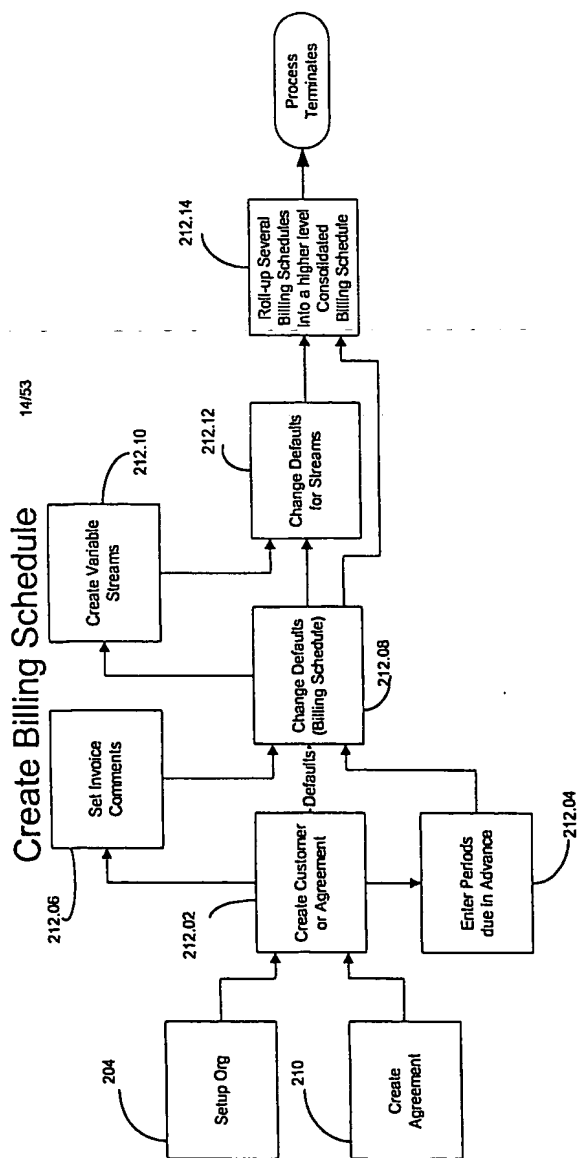 Create Billing Schedule
14/53
204
Setup Org
210
Create
Agreement
212.02
Create Customer
or Agreement
212.06
Set Invoice
Comments
212.04
Enter Periods
due In Advance
Defaults
212.08
Change Defaults
(Billing Schedule)
212.10
Create Variable
Streams
212.12
Change Defaults
for Streams
212.14
Roll-up Several
Billing Schedules
Into a higher level
Consolidated
Billing Schedule
Process
Terminates